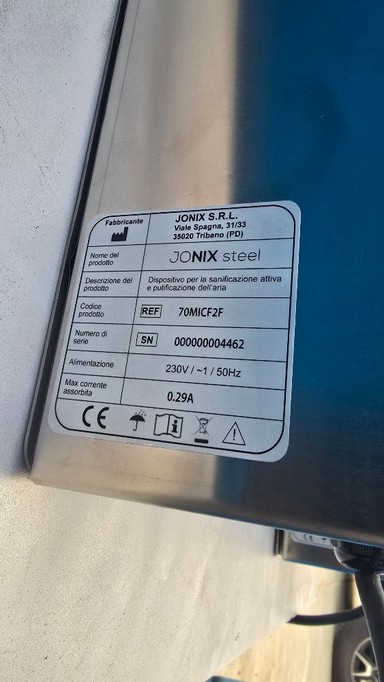 Fabbricante
JONIX S.R.L.
Viale Spagna, 31/33
35020 Tribano (PD)
Nome del
prodotto
JONIX steel
Descrizione del
prodotto
Dispositivo per la sanificazione attiva
e putificazione dell'aria
Codice
prodotto
REF 70MICF2F
Numero di
serie
SN 000000004462
Alimentazione
230V / ~1 / 50Hz
Max corrente
assorbita
0.29A
CE